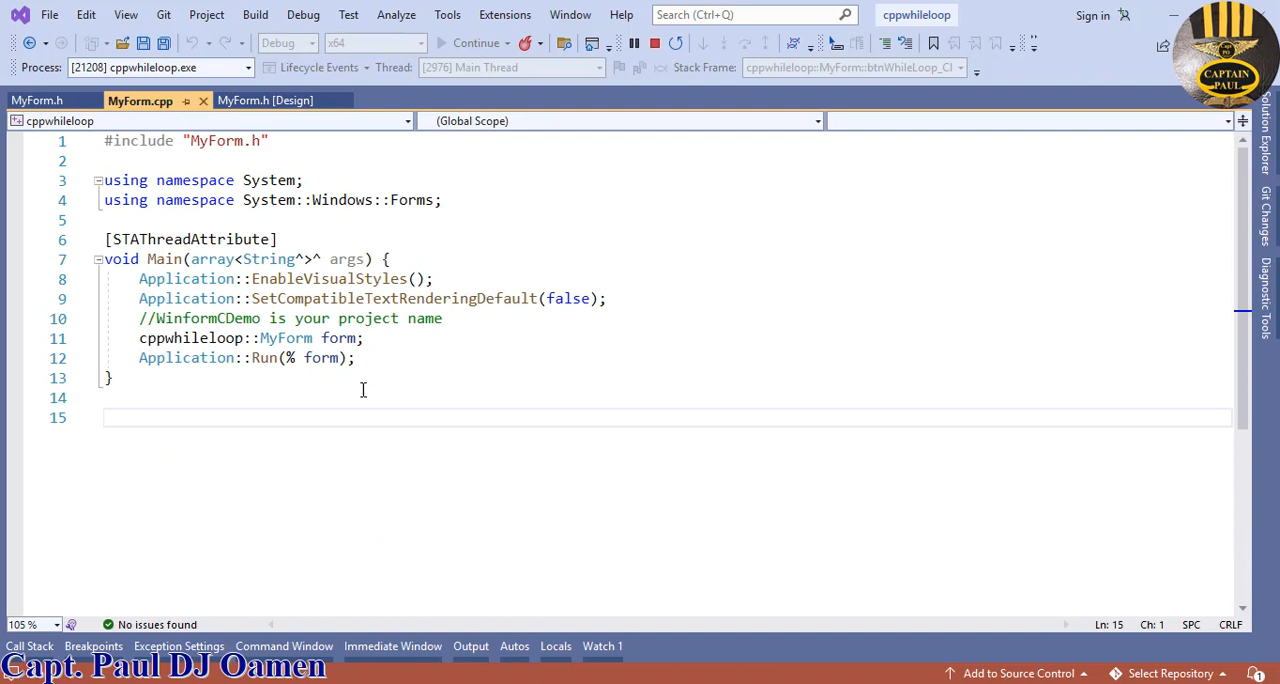 File Edit View Git Project Build Debug Test Analyze Tools Extensions Window Help Search (Ctrl+Q) cppwhileloop Sign in
Debug x64 Continue
Process: [21208] cppwhileloop.exe Lifecycle Events Thread: [2976] Main Thread Stack Frame: cppwhileloop::MyForm::btnWhileLoop_Cl
CAPTAIN
PAUL
MyForm.h MyForm.cpp MyForm.h [Design]
cppwhileloop (Global Scope)
1 #include "MyForm.h"
2
3 using namespace System;
4 using namespace System::Windows::Forms;
5
6 [STAThreadAttribute]
7 void Main(array<String^>^ args) {
8 Application::EnableVisualStyles();
9 Application::SetCompatibleTextRenderingDefault(false);
10 //WinformCDemo is your project name
11 cppwhileloop::MyForm form;
12 Application::Run(% form);
13 }
14
15
Solution Explorer
Git Changes
Diagnostic Tools
105 % No issues found Ln: 15 Ch: 1 SPC CRLF
Call Stack Breakpoints Exception Settings Command Window Immediate Window Output Autos Locals Watch 1
Capt. Paul DJ Oamen
Add to Source Control Select Repository 1